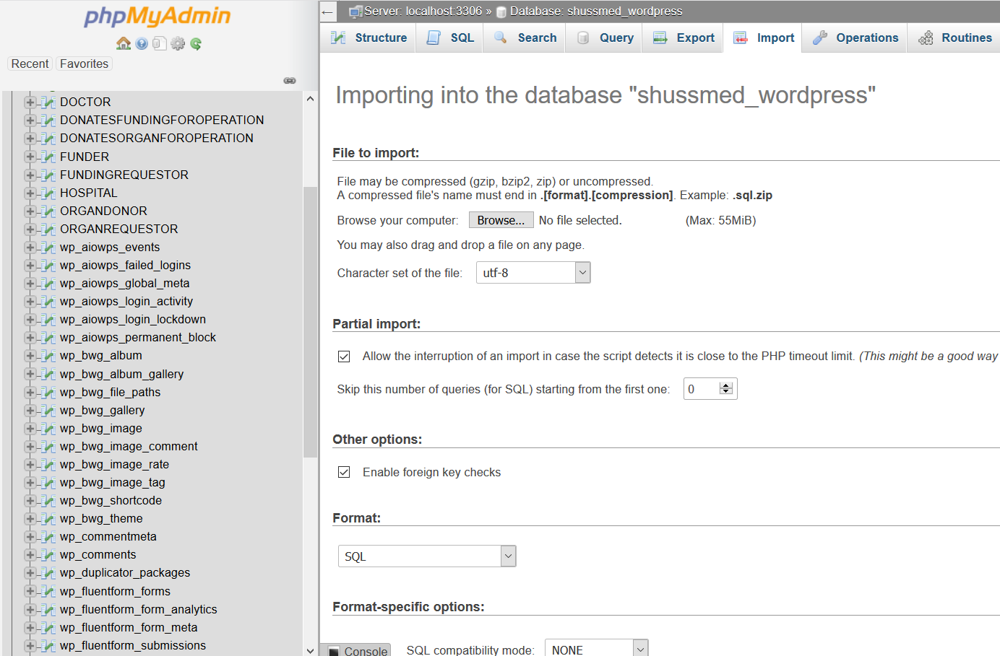 phpMyAdmin
Recent Favorites
DOCTOR
DONATESFUNDINGFOROPERATION
DONATESORGANFOROPERATION
FUNDER
FUNDINGREQUESTOR
HOSPITAL
ORGANDONOR
ORGANREQUESTOR
wp_aiowps_events
wp_aiowps_failed_logins
wp_aiowps_global_meta
wp_aiowps_login_activity
wp_aiowps_login_lockdown
wp_aiowps_permanent_block
wp_bwg_album
wp_bwg_album_gallery
wp_bwg_file_paths
wp_bwg_gallery
wp_bwg_image
wp_bwg_image_comment
wp_bwg_image_rate
wp_bwg_image_tag
wp_bwg_shortcode
wp_bwg_theme
wp_commentmeta
wp_comments
wp_duplicator_packages
wp_fluentform_forms
wp_fluentform_form_analytics
wp_fluentform_form_meta
wp_fluentform_submissions
Server: localhost:3306 » Database: shussmed_wordpress
Structure SQL Search Query Export Import Operations Routines
Importing into the database "shussmed_wordpress"
File to import:
File may be compressed (gzip, bzip2, zip) or uncompressed.
A compressed file's name must end in .[format].[compression]. Example: .sql.zip
Browse your computer: Browse... No file selected. (Max: 55MiB)
You may also drag and drop a file on any page.
Character set of the file: utf-8
Partial import:
Allow the interruption of an import in case the script detects it is close to the PHP timeout limit. (This might be a good way
Skip this number of queries (for SQL) starting from the first one: 0
Other options:
Enable foreign key checks
Format:
SQL
Format-specific options:
Console SQL compatibility mode: NONE